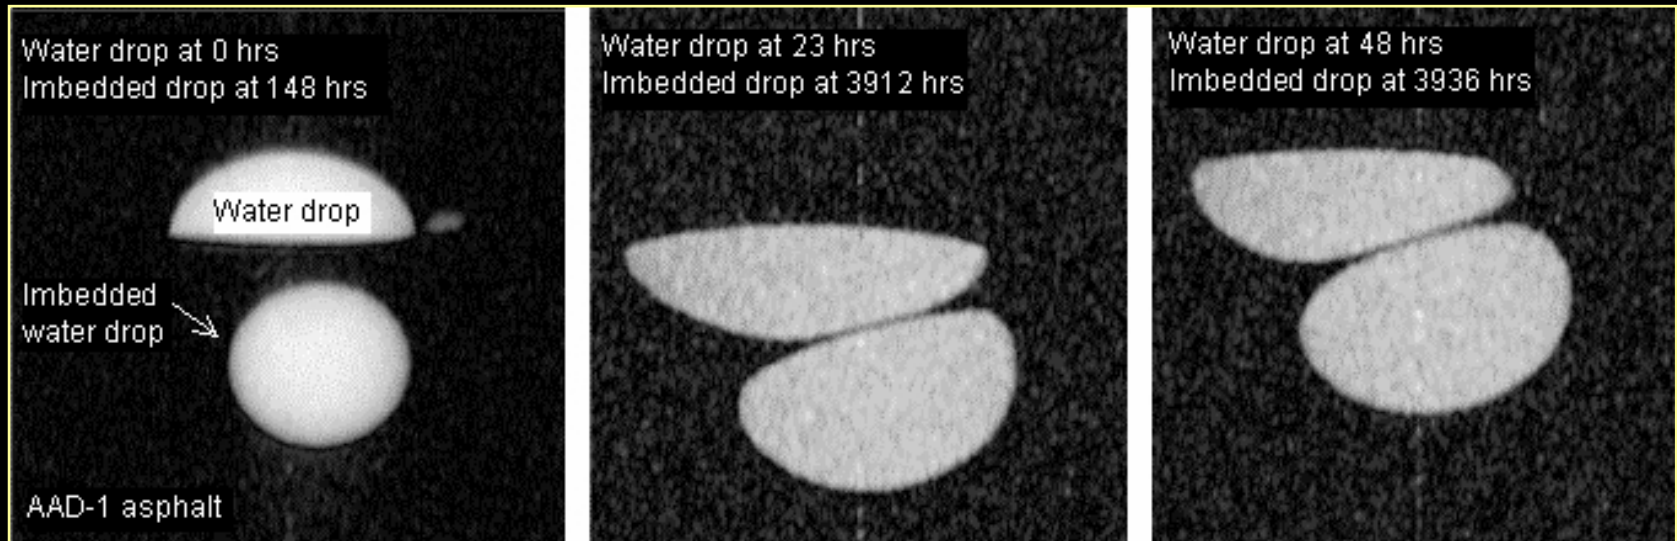 Water drop at 0 hrs
Imbedded drop at 148 hrs
Water drop
Imbedded
water drop
AAD-1 asphalt
Water drop at 23 hrs
Imbedded drop at 3912 hrs
Water drop at 48 hrs
Imbedded drop at 3936 hrs